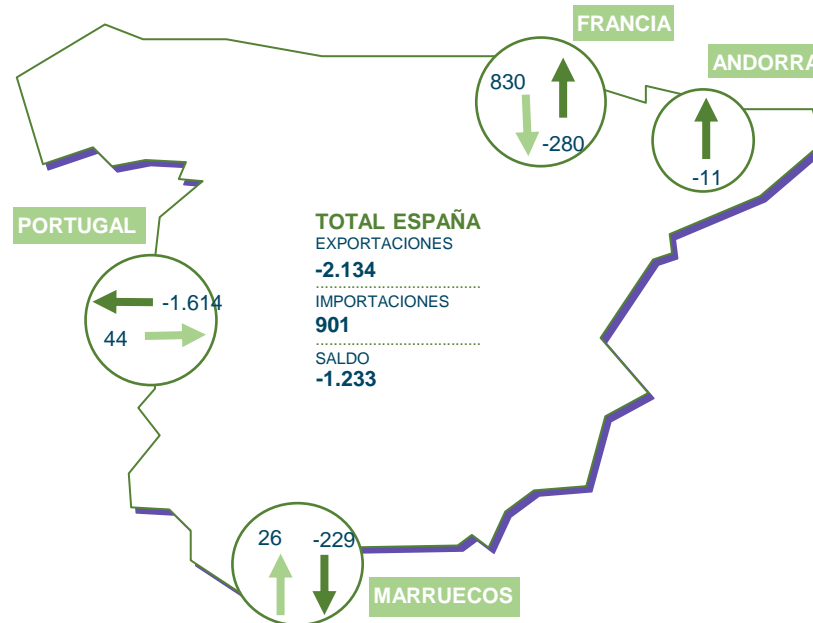 FRANCIA
ANDORRA
830
-280
-11
PORTUGAL
TOTAL ESPAÑA
EXPORTACIONES
-2.134
IMPORTACIONES
901
SALDO
-1.233
-1.614
44
26
-229
MARRUECOS